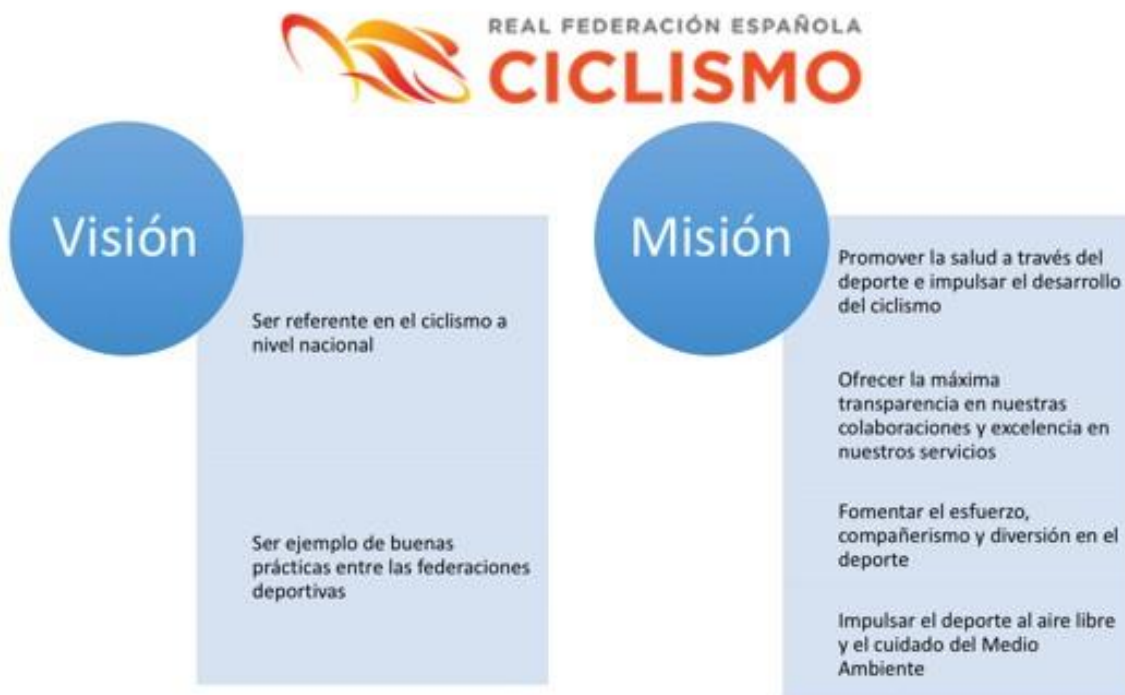 REAL FEDERACIÓN ESPAÑOLA
CICLISMO
Visión
Ser referente en el ciclismo a
nivel nacional
Ser ejemplo de buenas
prácticas entre las federaciones
deportivas
Misión
Promover la salud a través del
deporte e impulsar el desarrollo
del ciclismo
Ofrecer la máxima
transparencia en nuestras
colaboraciones y excelencia en
nuestros servicios
Fomentar el esfuerzo,
compañerismo y diversión en el
deporte
Impulsar el deporte al aire libre
y el cuidado del Medio
Ambiente